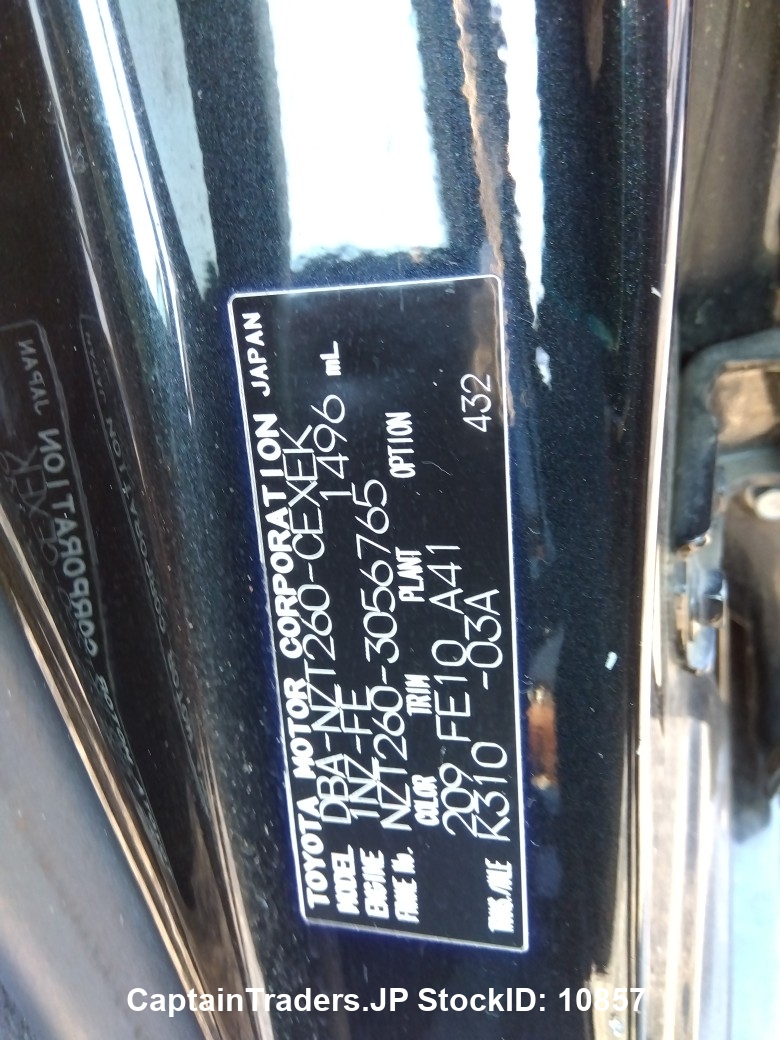 TOYOTA MOTOR CORPORATION JAPAN
MODEL DBA-NZT260-CEXEK
ENGINE 1NZ-FE 1496 mL
FRAME No. NZT260-3056765
COLOR TRIM PLANT OPTION
209 FE10 A41 432
TRANS./AXLE K310 -03A
CaptainTraders.JP StockID: 10857